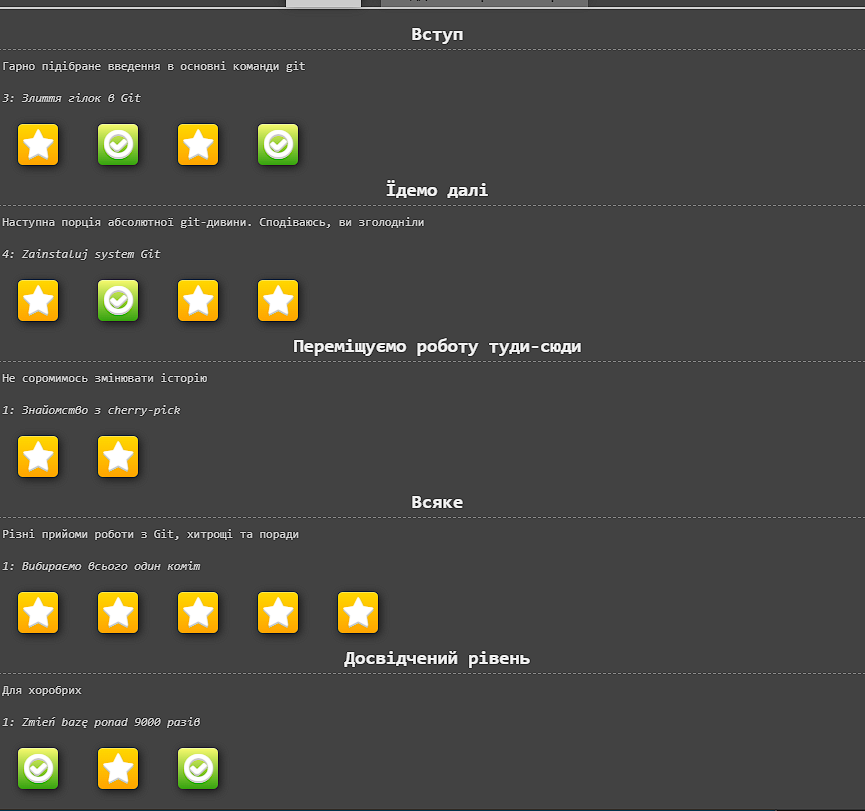 Вступ
Гарно підібране введення в основні команди git
3: Злиття гілок в Git
Їдемо далі
Наступна порція абсолютної git-дивини. Сподіваюсь, ви зголодніли
4: Zainstaluj system Git
Переміщуємо роботу туди-сюди
Не соромимось змінювати історію
1: Знайомство з cherry-pick
Всяке
Різні прийоми роботи з Git, хитрощі та поради
1: Вибираємо всього один коміт
Досвідчений рівень
Для хоробрих
1: Zmień bazę ponad 9000 разів